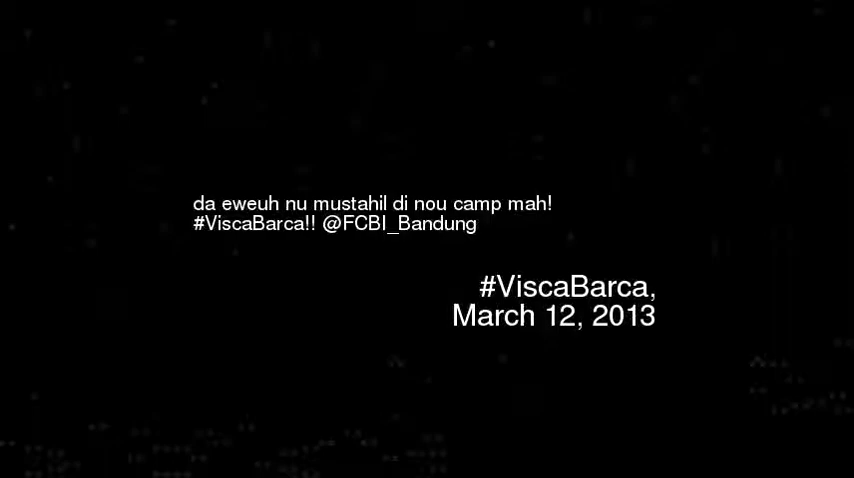 da eweuh nu mustahil di nou camp mah!
#ViscaBarca!! @FCBI_Bandung
#ViscaBarca,
March 12, 2013